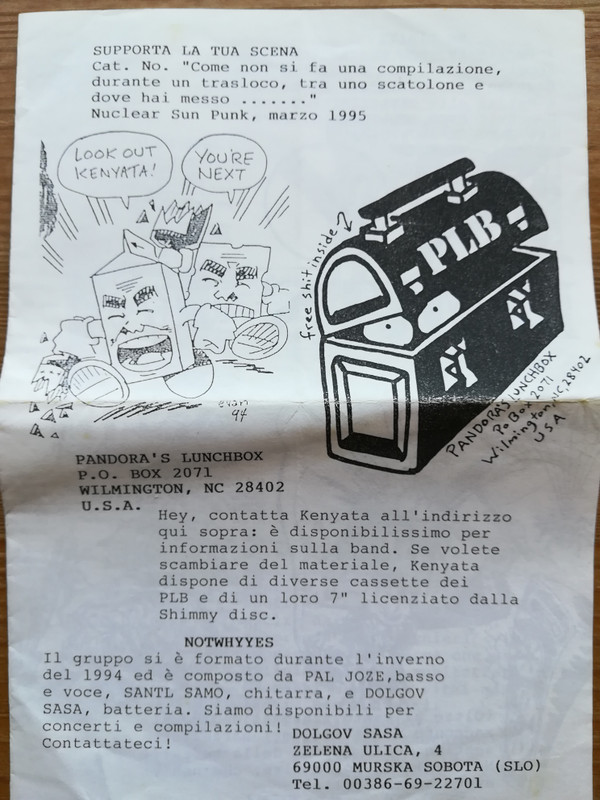 SUPPORTA LA TUA SCENA
Cat. No. "Come non si fa una compilazione,
durante un trasloco, tra uno scatolone e
dove hai messo ......."
Nuclear Sun Punk, marzo 1995
LOOK OUT
KENYATA!
YOU'RE
NEXT
evan
94
free shit inside
PLB
PANDORA'S LUNCHBOX
Po Box 2071
Wilmington, NC 28402
USA
PANDORA'S LUNCHBOX
P.O. BOX 2071
WILMINGTON, NC 28402
U.S.A.
Hey, contatta Kenyata all'indirizzo
qui sopra: è disponibilissimo per
informazioni sulla band. Se volete
scambiare del materiale, Kenyata
dispone di diverse cassette dei
PLB e di un loro 7" licenziato dalla
Shimmy disc.
NOTWHYYES
Il gruppo si è formato durante l'inverno
del 1994 ed è composto da PAL JOZE,basso
e voce, SANTL SAMO, chitarra, e DOLGOV
SASA, batteria. Siamo disponibili per
concerti e compilazioni!
Contattateci!
DOLGOV SASA
ZELENA ULICA, 4
69000 MURSKA SOBOTA (SLO)
Tel. 00386-69-22701